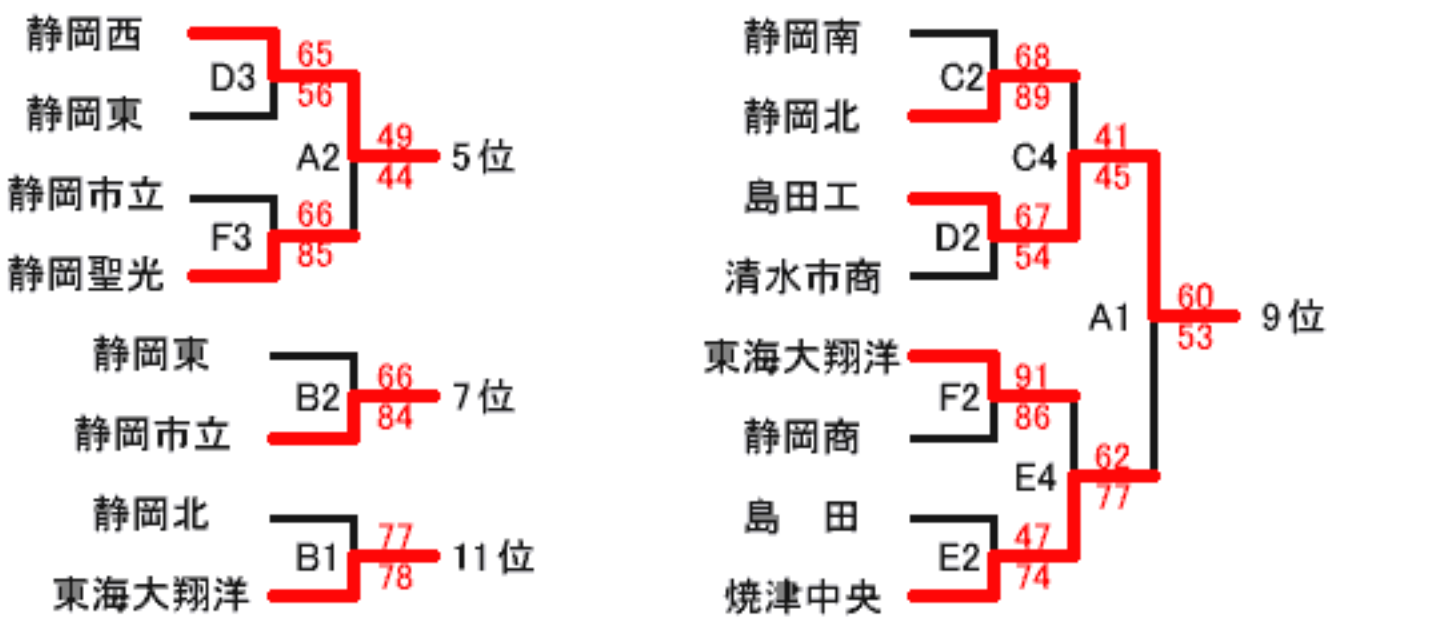 静岡西
65
D3
56
静岡東
49
A2
5位
44
静岡市立
66
F3
85
静岡聖光
静岡東
66
B2
7位
84
静岡市立
静岡北
77
B1
11位
78
東海大翔洋
静岡南
68
C2
89
静岡北
41
C4
45
島田工
67
D2
54
清水市商
60
A1
9位
53
東海大翔洋
91
F2
86
静岡商
62
E4
77
島　田
47
E2
74
焼津中央